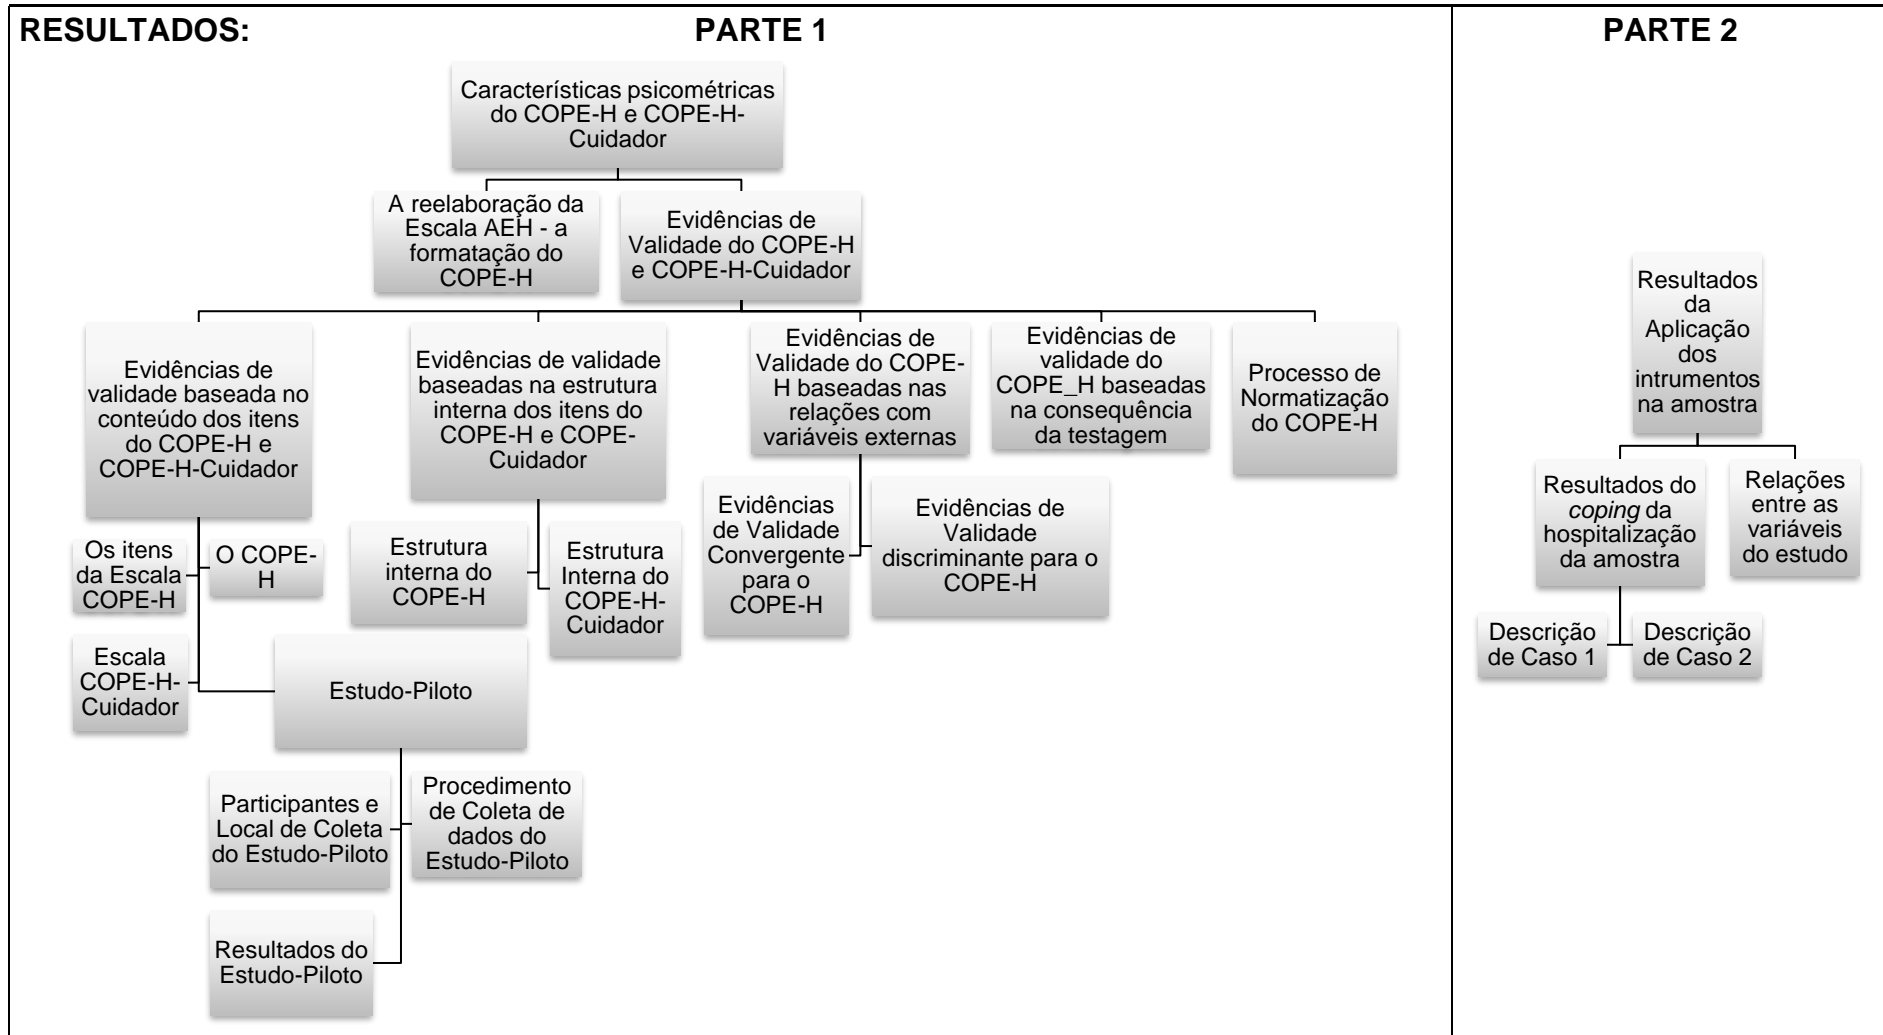 RESULTADOS:
PARTE 1
PARTE 2
Características psicométricas
do COPE-H e COPE-H-
Cuidador
A reelaboração da
Escala AEH - a
formatação do
COPE-H
Evidências de
Validade do COPE-H
e COPE-H-Cuidador
Evidências de
validade baseada no
conteúdo dos itens
do COPE-H e
COPE-H-Cuidador
Evidências de validade
baseadas na estrutura
interna dos itens do
COPE-H e COPE-
Cuidador
Evidências de
Validade do COPE-
H baseadas nas
relações com
variáveis externas
Evidências de
validade do
COPE_H baseadas
na consequência
da testagem
Processo de
Normatização
do COPE-H
Os itens
da Escala
COPE-H
O COPE-
H
Escala
COPE-H-
Cuidador
Estudo-Piloto
Participantes e
Local de Coleta
do Estudo-Piloto
Procedimento
de Coleta de
dados do
Estudo-Piloto
Resultados do
Estudo-Piloto
Estrutura
interna do
COPE-H
Estrutura
Interna do
COPE-H-
Cuidador
Evidências
de Validade
Convergente
para o
COPE-H
Evidências de
Validade
discriminante para o
COPE-H
Resultados
da
Aplicação
dos
intrumentos
na amostra
Resultados do
coping da
hospitalização
da amostra
Relações
entre as
variáveis
do estudo
Descrição
de Caso 1
Descrição
de Caso 2